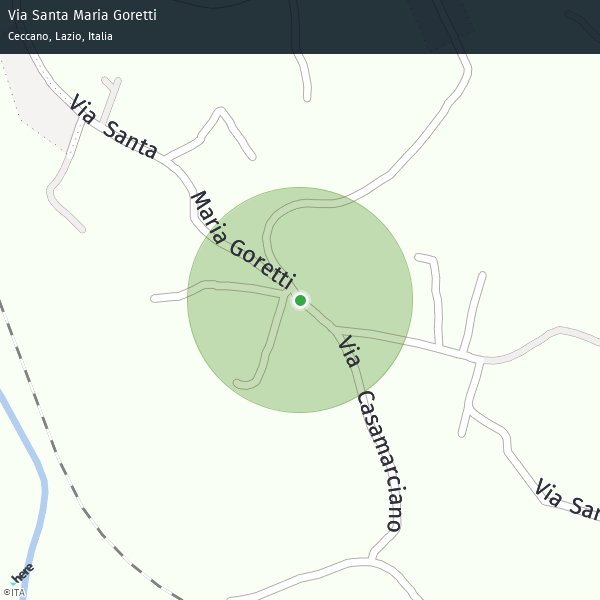 Via Santa Maria Goretti
Ceccano, Lazio, Italia
Via Santa
Maria Goretti
Via Casamarciano
Via San
here
©ITA